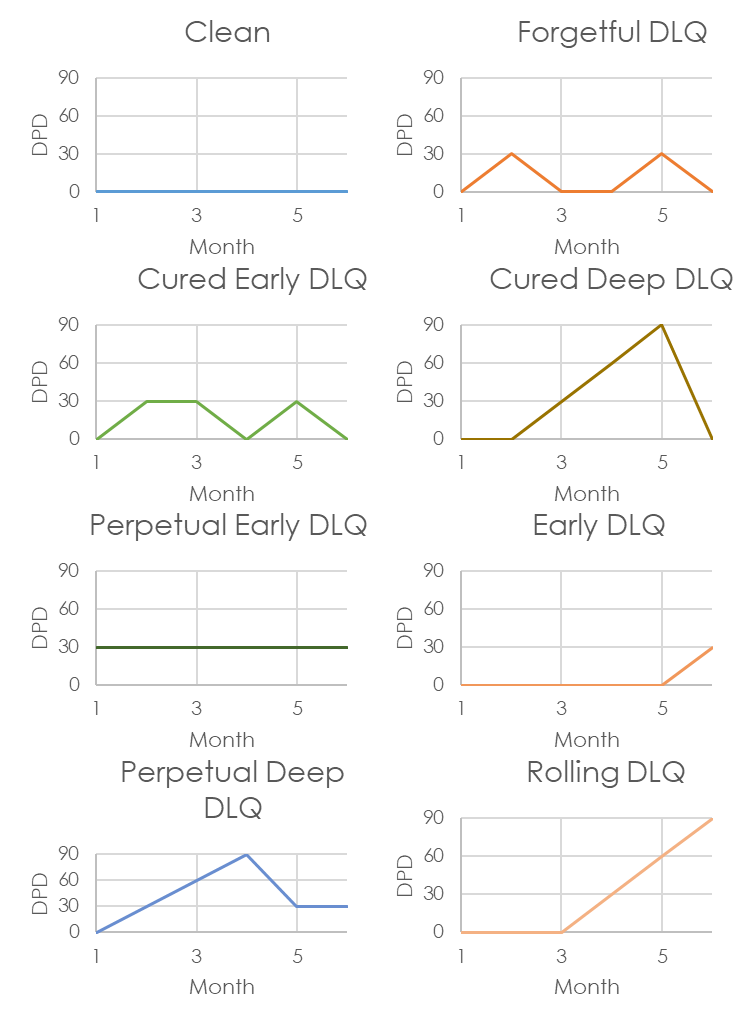 Clean
90
60
30
0
DPD
1 3 5
Month
Forgetful DLQ
90
60
30
0
DPD
1 3 5
Month
Cured Early DLQ
90
60
30
0
DPD
1 3 5
Month
Cured Deep DLQ
90
60
30
0
DPD
1 3 5
Month
Perpetual Early DLQ
90
60
30
0
DPD
1 3 5
Month
Early DLQ
90
60
30
0
DPD
1 3 5
Month
Perpetual Deep
DLQ
90
60
30
0
DPD
1 3 5
Month
Rolling DLQ
90
60
30
0
DPD
1 3 5
Month